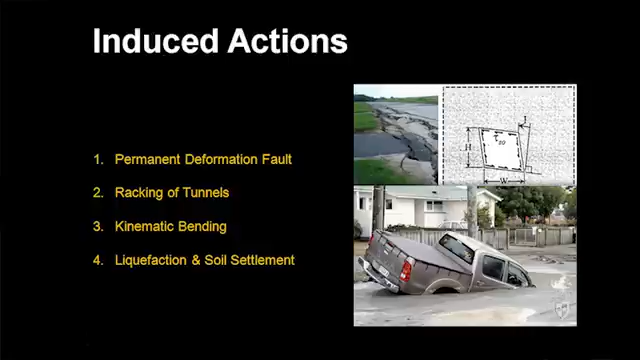 Induced Actions
1. Permanent Deformation Fault
2. Racking of Tunnels
3. Kinematic Bending
4. Liquefaction & Soil Settlement
H
W